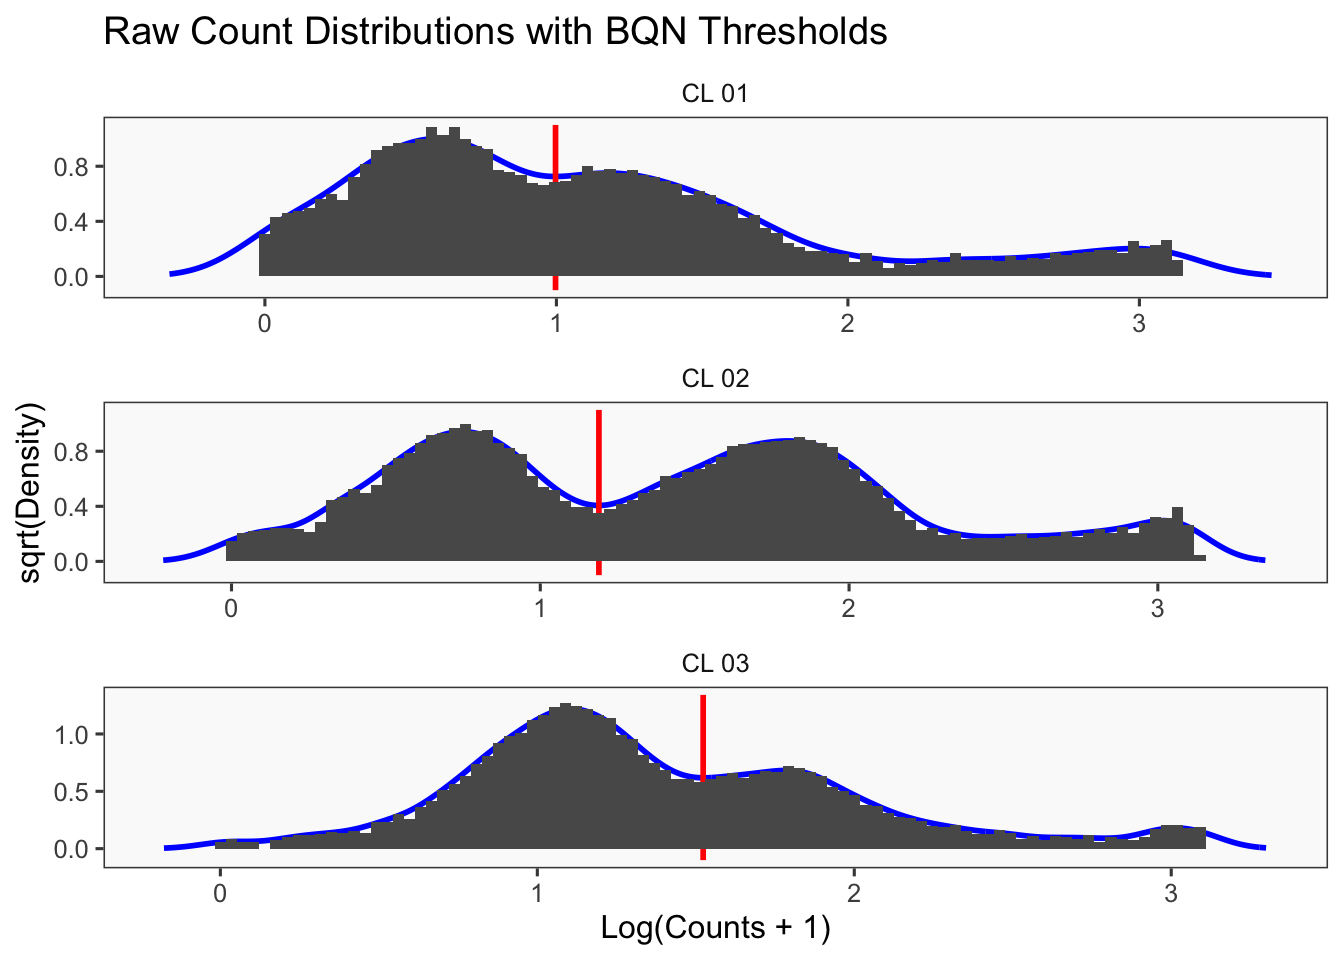 Raw Count Distributions with BQN Thresholds
CL 01
0.8
0.4
0.0
0 1 2 3
CL 02
sqrt(Density)
0.8
0.4
0.0
0 1 2 3
CL 03
1.0
0.5
0.0
0 1 2 3
Log(Counts + 1)